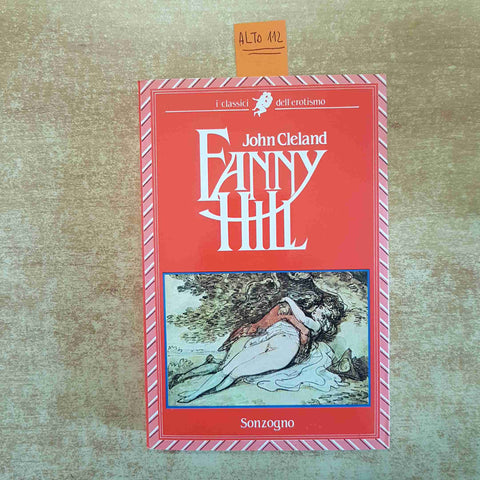 ALTO 112
i classici dell'erotismo
John Cleland
FANNY
HILL
Sonzogno